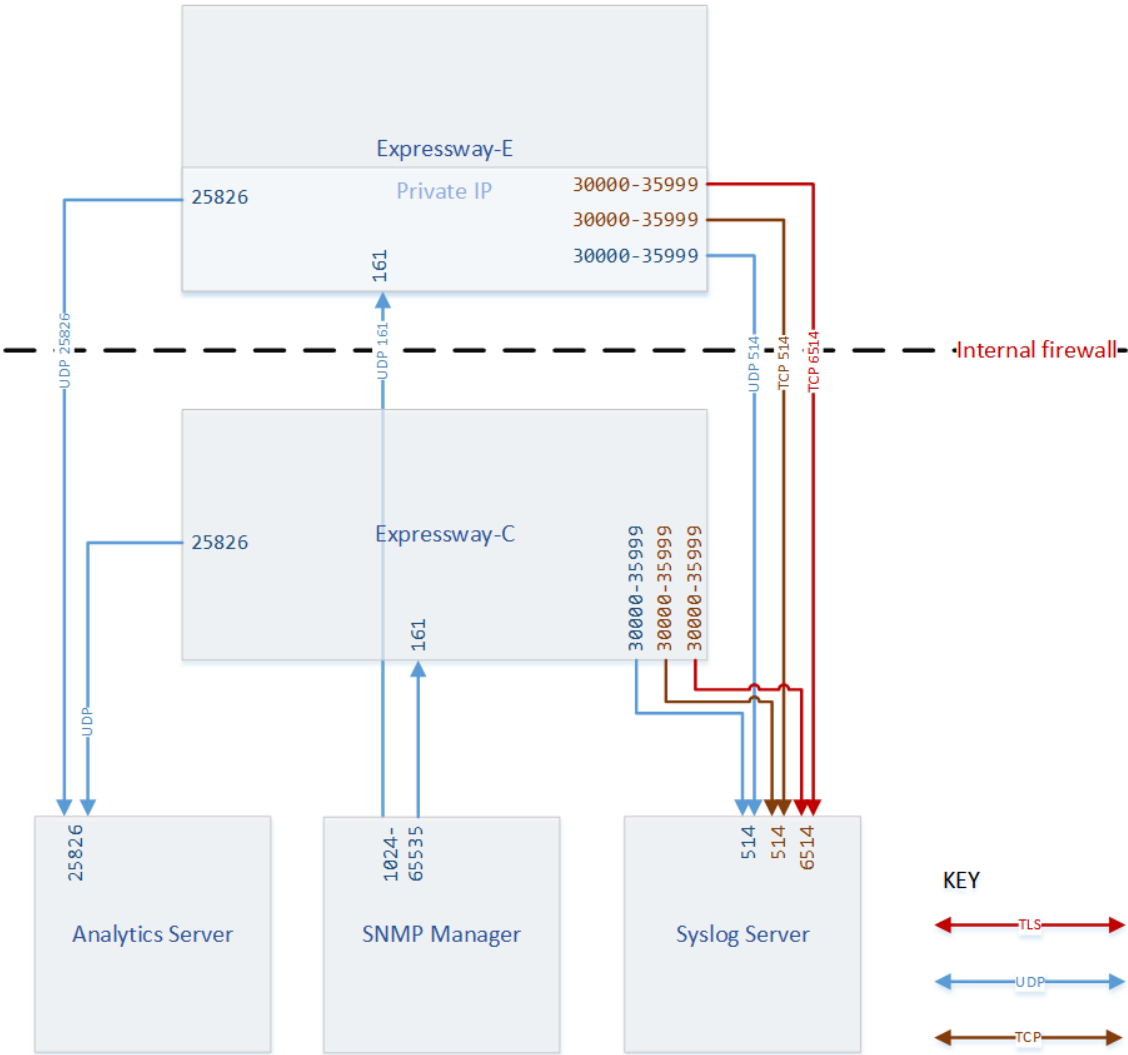 Expressway-E
Private IP
25826
30000-35999
30000-35999
30000-35999
161
UDP 25826
UDP 161
UDP 514
TCP 514
TCP 6514
Internal firewall
Expressway-C
25826
30000-35999
30000-35999
30000-35999
161
UDP
25826
1024-
65535
514
514
6514
Analytics Server
SNMP Manager
Syslog Server
KEY
TLS
UDP
TCP